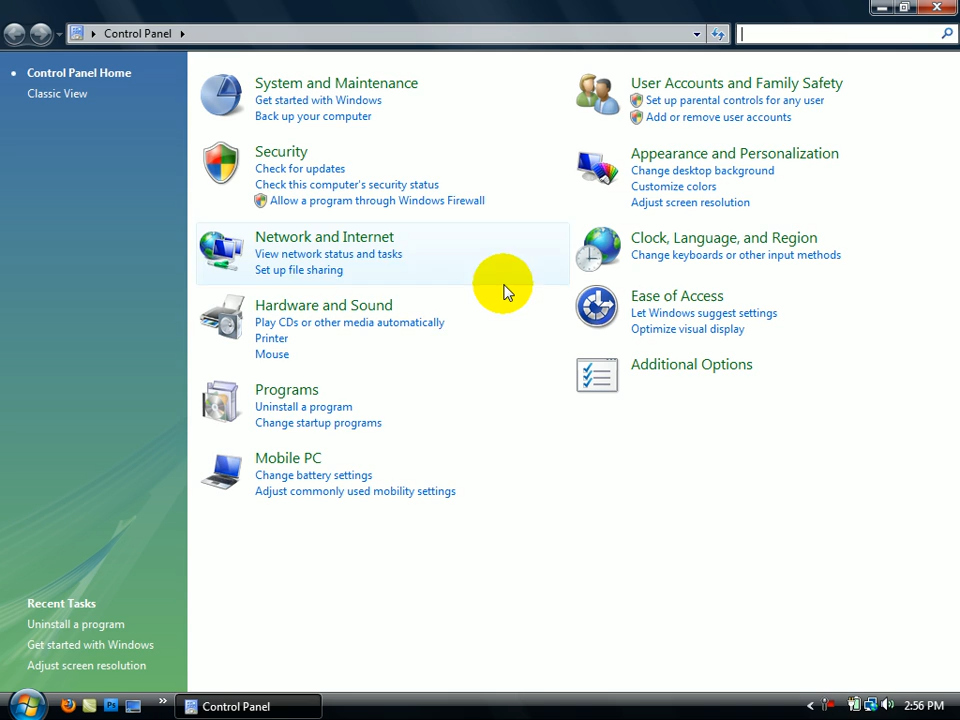 Control Panel
Control Panel Home
Classic View
System and Maintenance
Get started with Windows
Back up your computer
Security
Check for updates
Check this computer's security status
Allow a program through Windows Firewall
Network and Internet
View network status and tasks
Set up file sharing
Hardware and Sound
Play CDs or other media automatically
Printer
Mouse
Programs
Uninstall a program
Change startup programs
Mobile PC
Change battery settings
Adjust commonly used mobility settings
User Accounts and Family Safety
Set up parental controls for any user
Add or remove user accounts
Appearance and Personalization
Change desktop background
Customize colors
Adjust screen resolution
Clock, Language, and Region
Change keyboards or other input methods
Ease of Access
Let Windows suggest settings
Optimize visual display
Additional Options
Recent Tasks
Uninstall a program
Get started with Windows
Adjust screen resolution
Ps
Control Panel
2:56 PM